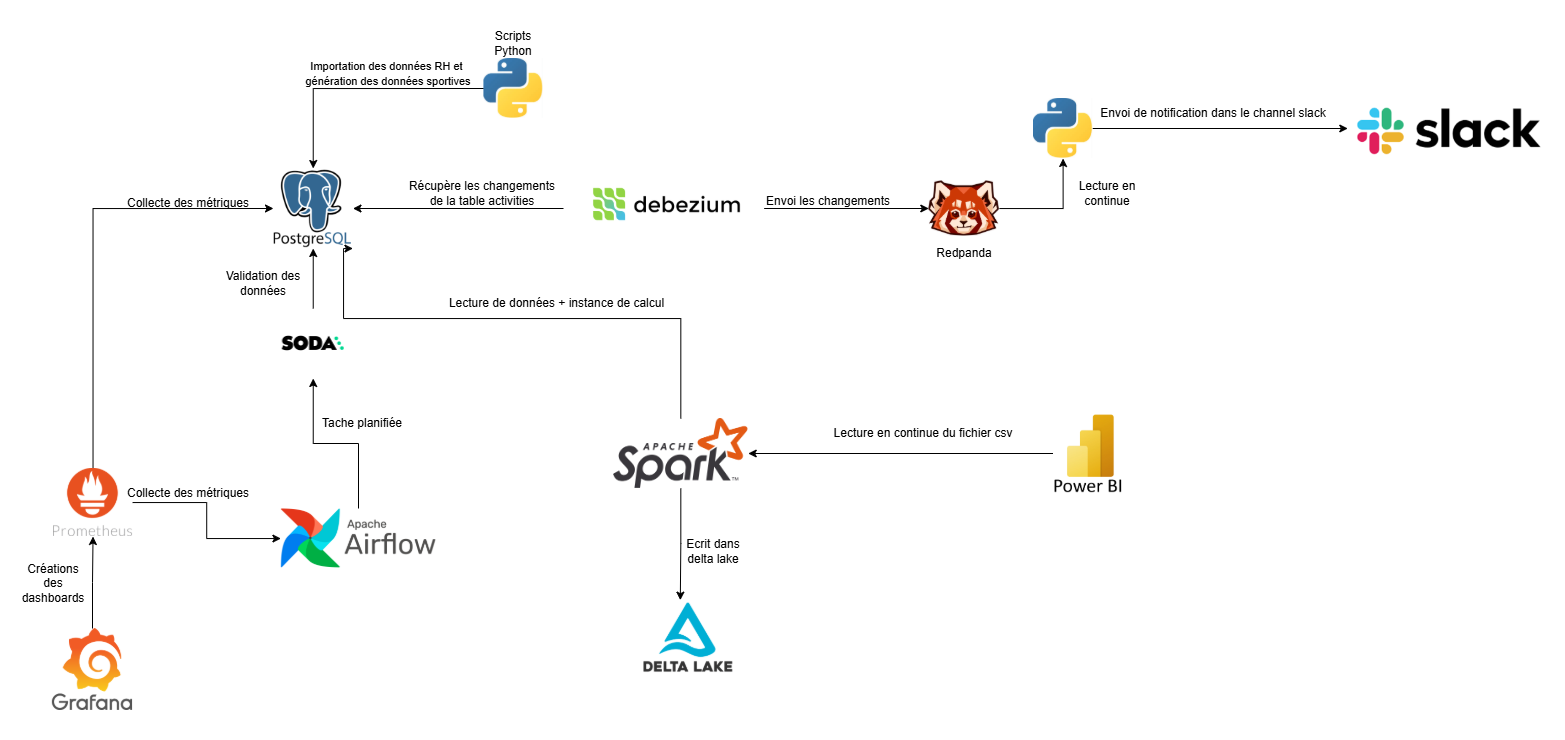 Scripts
Python
Importation des données RH et
génération des données sportives
Envoi de notification dans le channel slack
slack
Collecte des métriques
PostgreSQL
Récupère les changements
de la table activities
debezium
Envoi les changements
Redpanda
Lecture en
continue
Validation des
données
Lecture de données + instance de calcul
SODA
Tache planifiée
APACHE
Spark
TM
Lecture en continue du fichier csv
Power BI
Prometheus
Collecte des métriques
Apache
Airflow
Ecrit dans
delta lake
Créations
des
dashboards
DELTA LAKE
Grafana